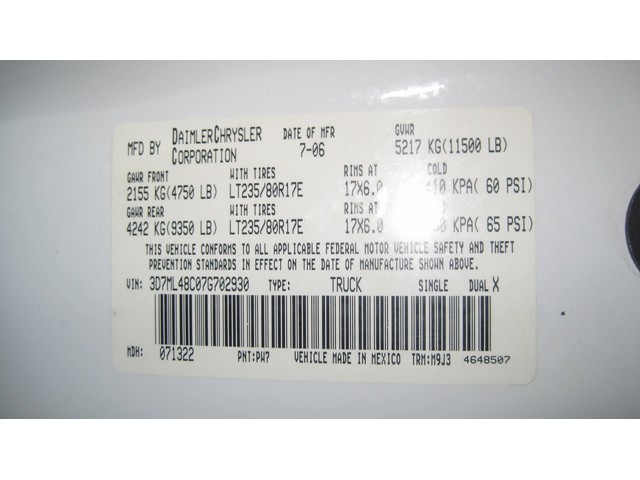 MFD BY DAIMLERCHRYSLER CORPORATION DATE OF MFR 7-06 GVWR 5217 KG(11500 LB)
GAWR FRONT WITH TIRES RIMS AT COLD
2155 KG(4750 LB) LT235/80R17E 17X6.0 KPA( 60 PSI)
GAWR REAR WITH TIRES RIMS AT
4242 KG(9350 LB) LT235/80R17E 17X6.0 KPA( 65 PSI)
THIS VEHICLE CONFORMS TO ALL APPLICABLE FEDERAL MOTOR VEHICLE SAFETY AND THEFT
PREVENTION STANDARDS IN EFFECT ON THE DATE OF MANUFACTURE SHOWN ABOVE.
VIN: 3D7ML48C07G702930 TYPE: TRUCK SINGLE DUAL X
MDH: 071322 PNT:PW7 VEHICLE MADE IN MEXICO TRM:M9J3 4648507